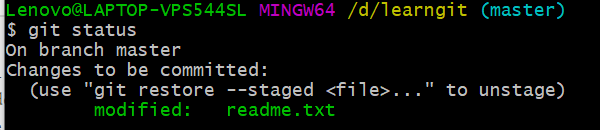 Lenovo@LAPTOP-VPS544SL MINGW64 /d/learngit (master)
$ git status
On branch master
Changes to be committed:
  (use "git restore --staged <file>..." to unstage)
        modified:   readme.txt